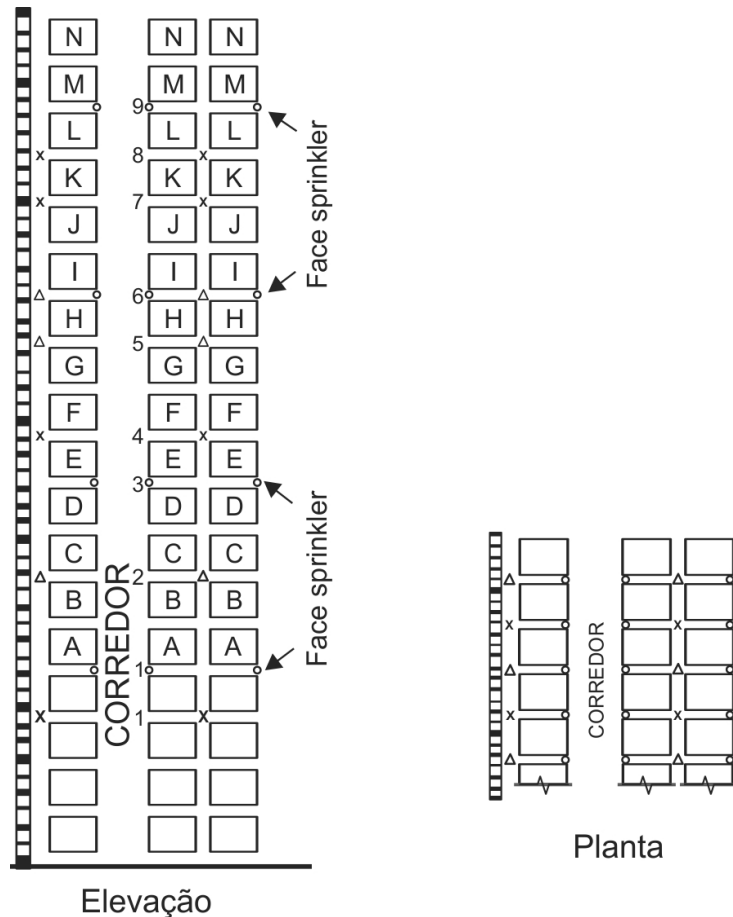 N N N
M M M
9
L L L
8
K K K
7
J J J
I I I
6
H H H
5
G G G
F F F
4
E E E
3
D D D
C C C
2
B B B
A A A
1
1
CORREDOR
Face sprinkler
Face sprinkler
Elevação
CORREDOR
Planta